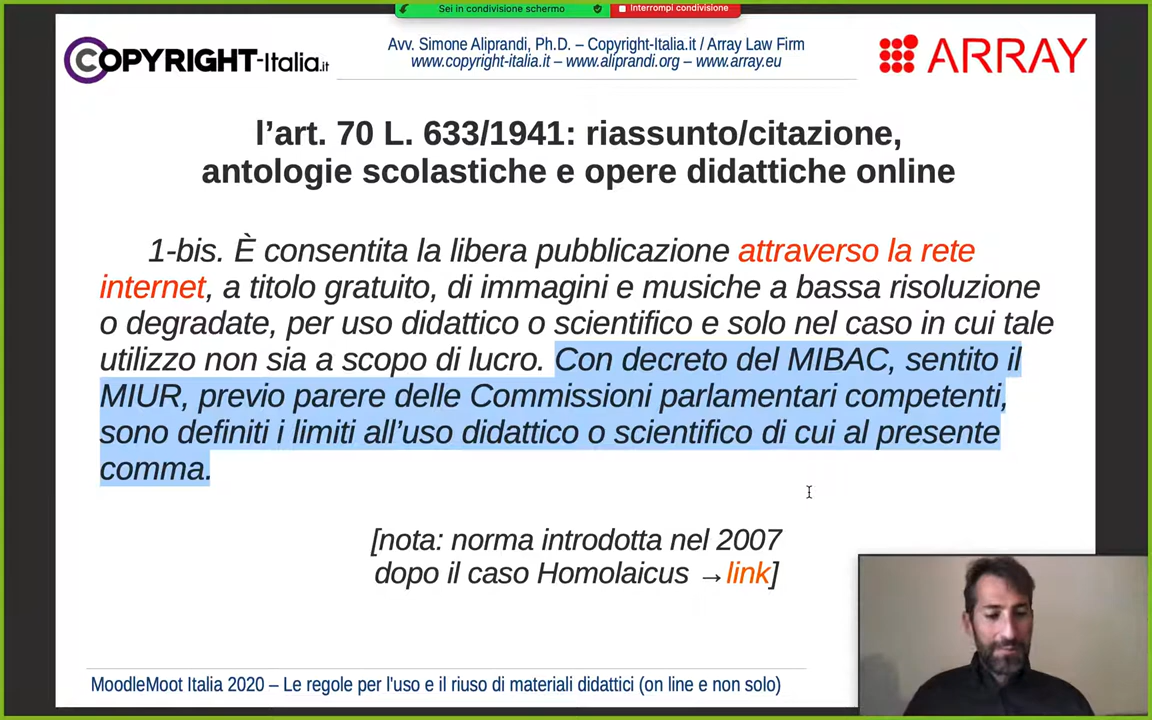 Sei in condivisione schermo
Interrompi condivisione
COPYRIGHT-Italia.it
Avv. Simone Aliprandi, Ph.D. – Copyright-Italia.it / Array Law Firm
www.copyright-italia.it – www.aliprandi.org – www.array.eu
ARRAY
l’art. 70 L. 633/1941: riassunto/citazione,
antologie scolastiche e opere didattiche online
1-bis. È consentita la libera pubblicazione attraverso la rete
internet, a titolo gratuito, di immagini e musiche a bassa risoluzione
o degradate, per uso didattico o scientifico e solo nel caso in cui tale
utilizzo non sia a scopo di lucro. Con decreto del MIBAC, sentito il
MIUR, previo parere delle Commissioni parlamentari competenti,
sono definiti i limiti all’uso didattico o scientifico di cui al presente
comma.
[nota: norma introdotta nel 2007
dopo il caso Homolaicus →link]
MoodleMoot Italia 2020 – Le regole per l'uso e il riuso di materiali didattici (on line e non solo)